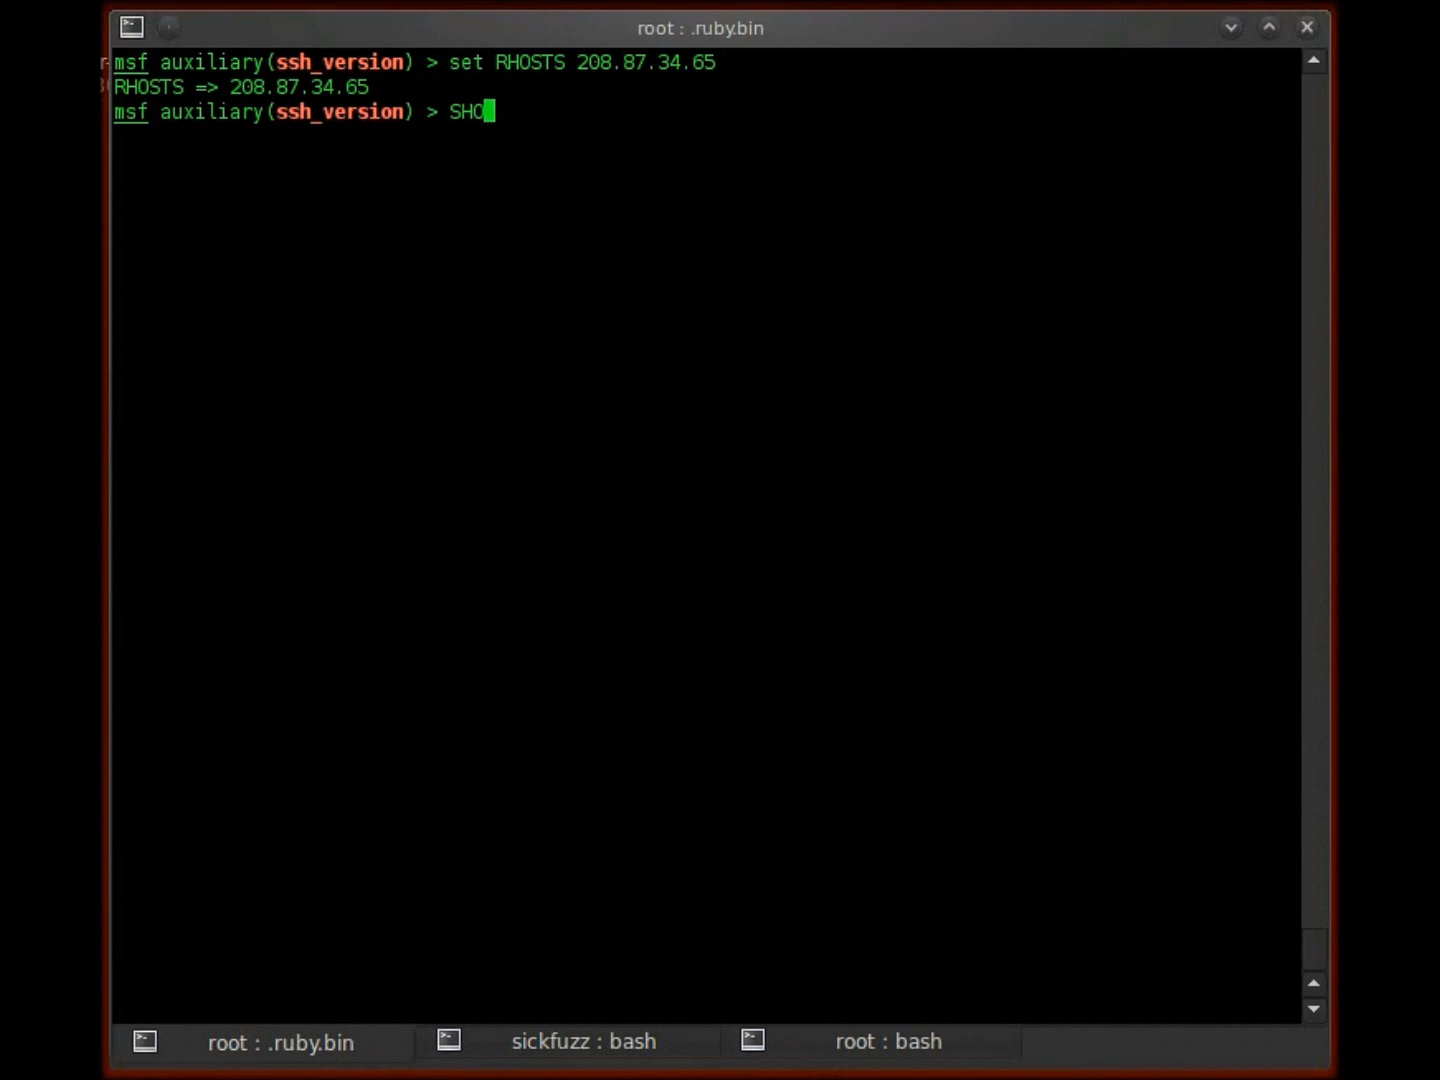 root : .ruby.bin
msf auxiliary(ssh_version) > set RHOSTS 208.87.34.65
RHOSTS => 208.87.34.65
msf auxiliary(ssh_version) > SHO
root : .ruby.bin
sickfuzz : bash
root : bash